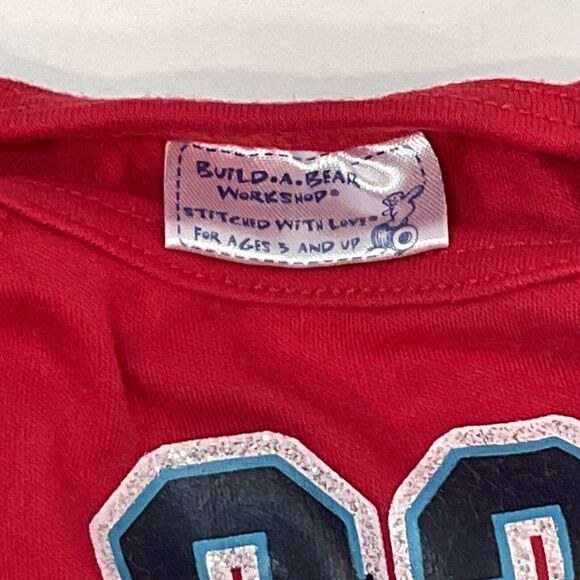 BUILD.A.BEAR
WORKSHOP®
STITCHED WITH LOVE®
FOR AGES 3 AND UP